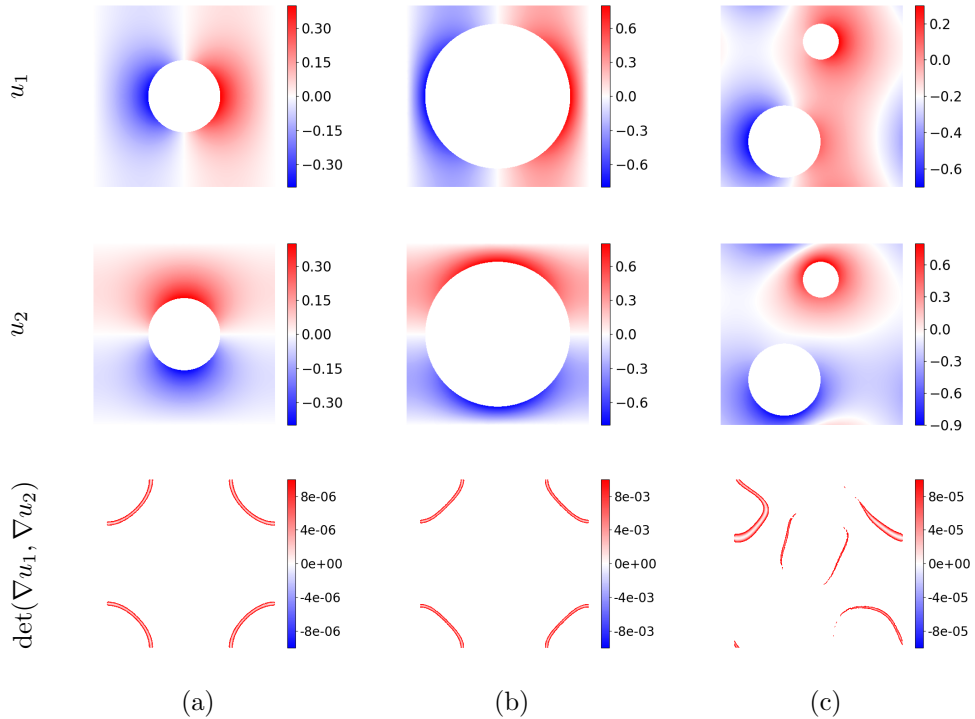 u₁
0.30
0.15
0.00
−0.15
−0.30
0.6
0.3
0.0
−0.3
−0.6
0.2
0.0
−0.2
−0.4
−0.6
u₂
0.30
0.15
0.00
−0.15
−0.30
0.6
0.3
0.0
−0.3
−0.6
0.6
0.3
0.0
−0.3
−0.6
−0.9
det(∇u₁, ∇u₂)
8e-06
4e-06
0e+00
−4e-06
−8e-06
8e-03
4e-03
0e+00
−4e-03
−8e-03
8e-05
4e-05
0e+00
−4e-05
−8e-05
(a)
(b)
(c)